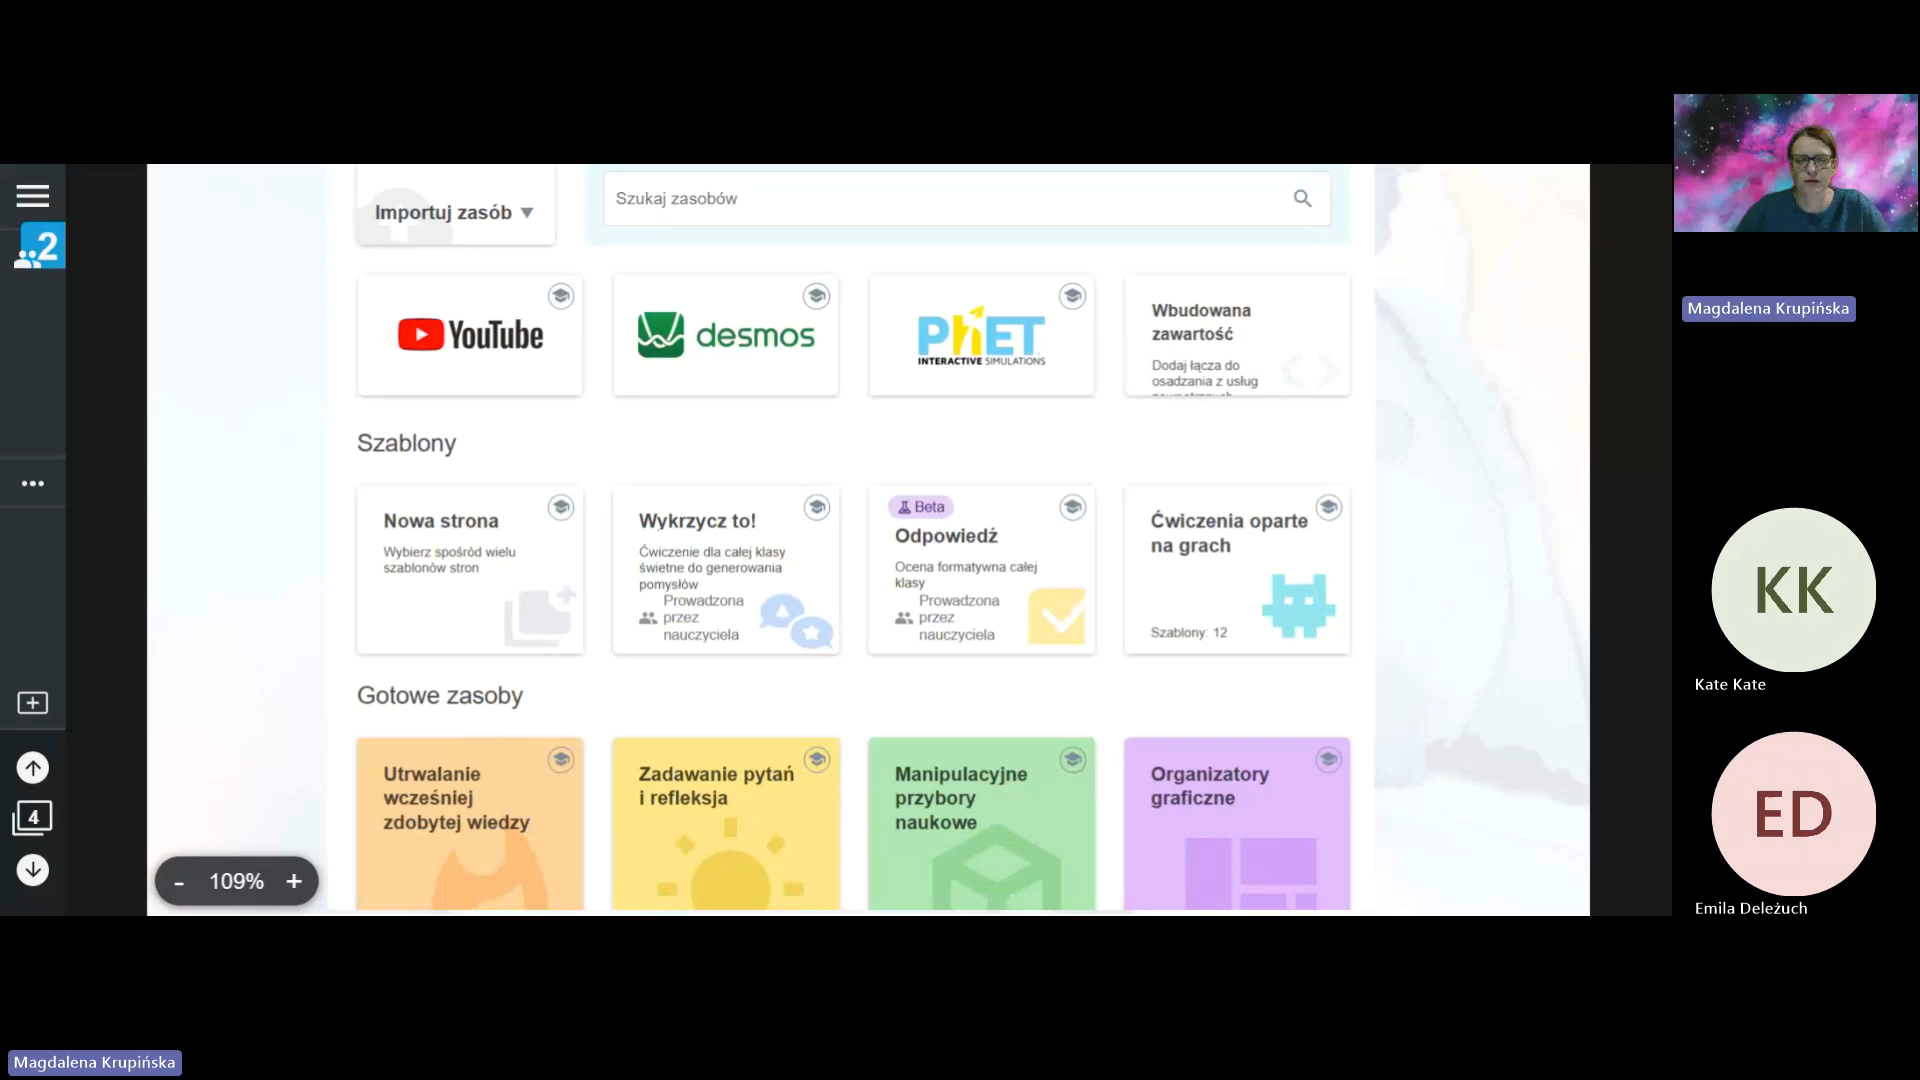 Importuj zasób
Szukaj zasobów
2
YouTube
desmos
PhET
INTERACTIVE SIMULATIONS
Wbudowana
zawartość
Dodaj łącza do
osadzania z usług
Szablony
Nowa strona
Wybierz spośród wielu
szablonów stron
Wykrzycz to!
Ćwiczenie dla całej klasy
świetne do generowania
pomysłów
Prowadzona
przez
nauczyciela
Beta
Odpowiedź
Ocena formatywna całej
klasy
Prowadzona
przez
nauczyciela
Ćwiczenia oparte
na grach
Szablony: 12
Gotowe zasoby
Utrwalanie
wcześniej
zdobytej wiedzy
Zadawanie pytań
i refleksja
Manipulacyjne
przybory
naukowe
Organizatory
graficzne
4
- 109% +
Magdalena Krupińska
KK
Kate Kate
ED
Emila Deleżuch
Magdalena Krupińska